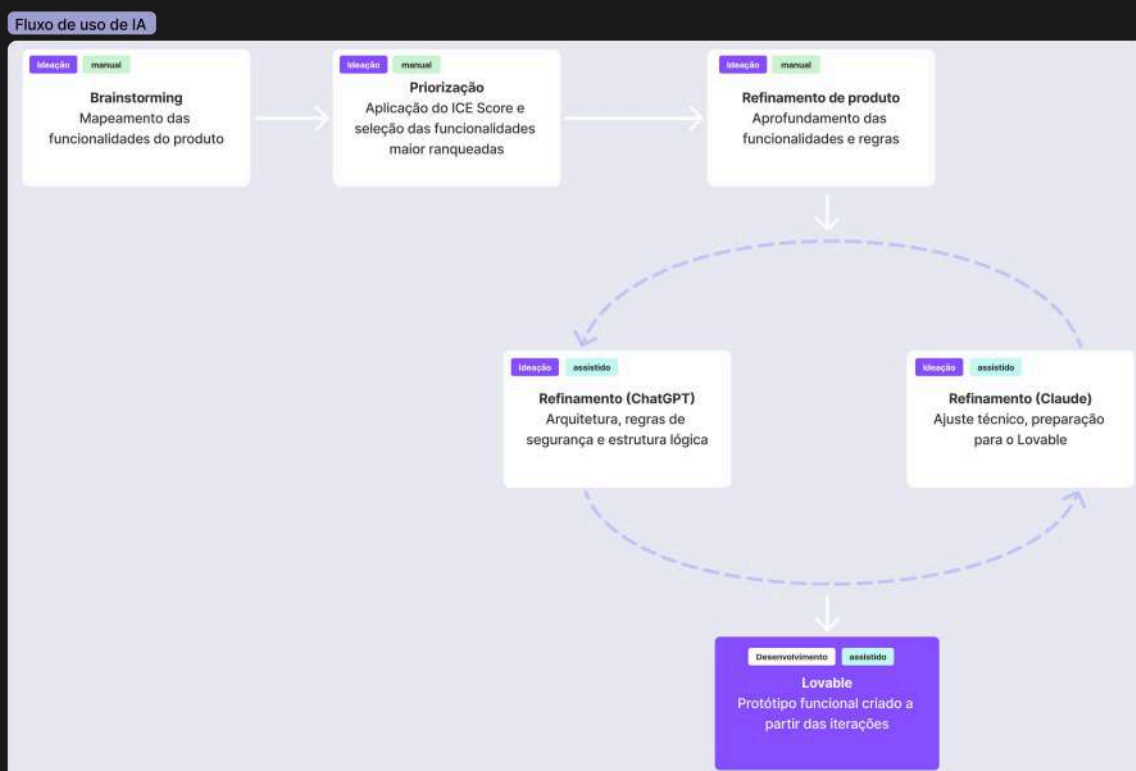 Fluxo de uso de IA
Ideação manual
Brainstorming
Mapeamento das
funcionalidades do produto
Ideação manual
Priorização
Aplicação do ICE Score e
seleção das funcionalidades
maior ranqueadas
Ideação manual
Refinamento de produto
Aprofundamento das
funcionalidades e regras
Ideação assistido
Refinamento (ChatGPT)
Arquitetura, regras de
segurança e estrutura lógica
Ideação assistido
Refinamento (Claude)
Ajuste técnico, preparação
para o Lovable
Desenvolvimento assistido
Lovable
Protótipo funcional criado a
partir das iterações